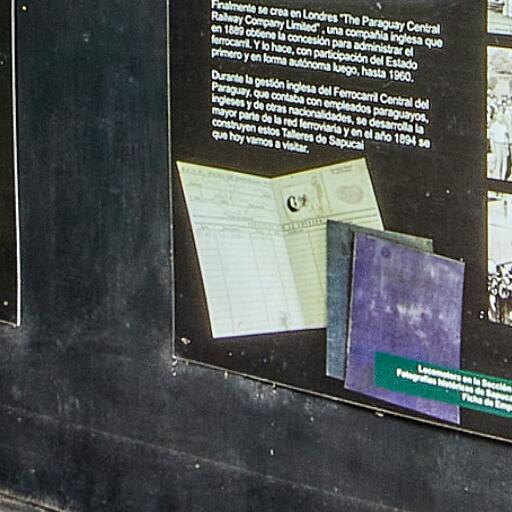 Finalmente se crea en Londres "The Paraguay Central
Railway Company Limited" , una compañía inglesa que
en 1889 obtiene la concesión para administrar el
ferrocarril. Y lo hace, con participación del Estado
primero y en forma autónoma luego, hasta 1960.
Durante la gestión inglesa del Ferrocarril Central del
Paraguay, que contaba con empleados paraguayos,
ingleses y de otras nacionalidades, se desarrolla la
mayor parte de la red ferroviaria y en el año 1894 se
construyen estos Talleres de Sapucai
que hoy vamos a visitar.
Locomotora en la Sección
Fotografías históricas de Sapuca
Ficha de Emp